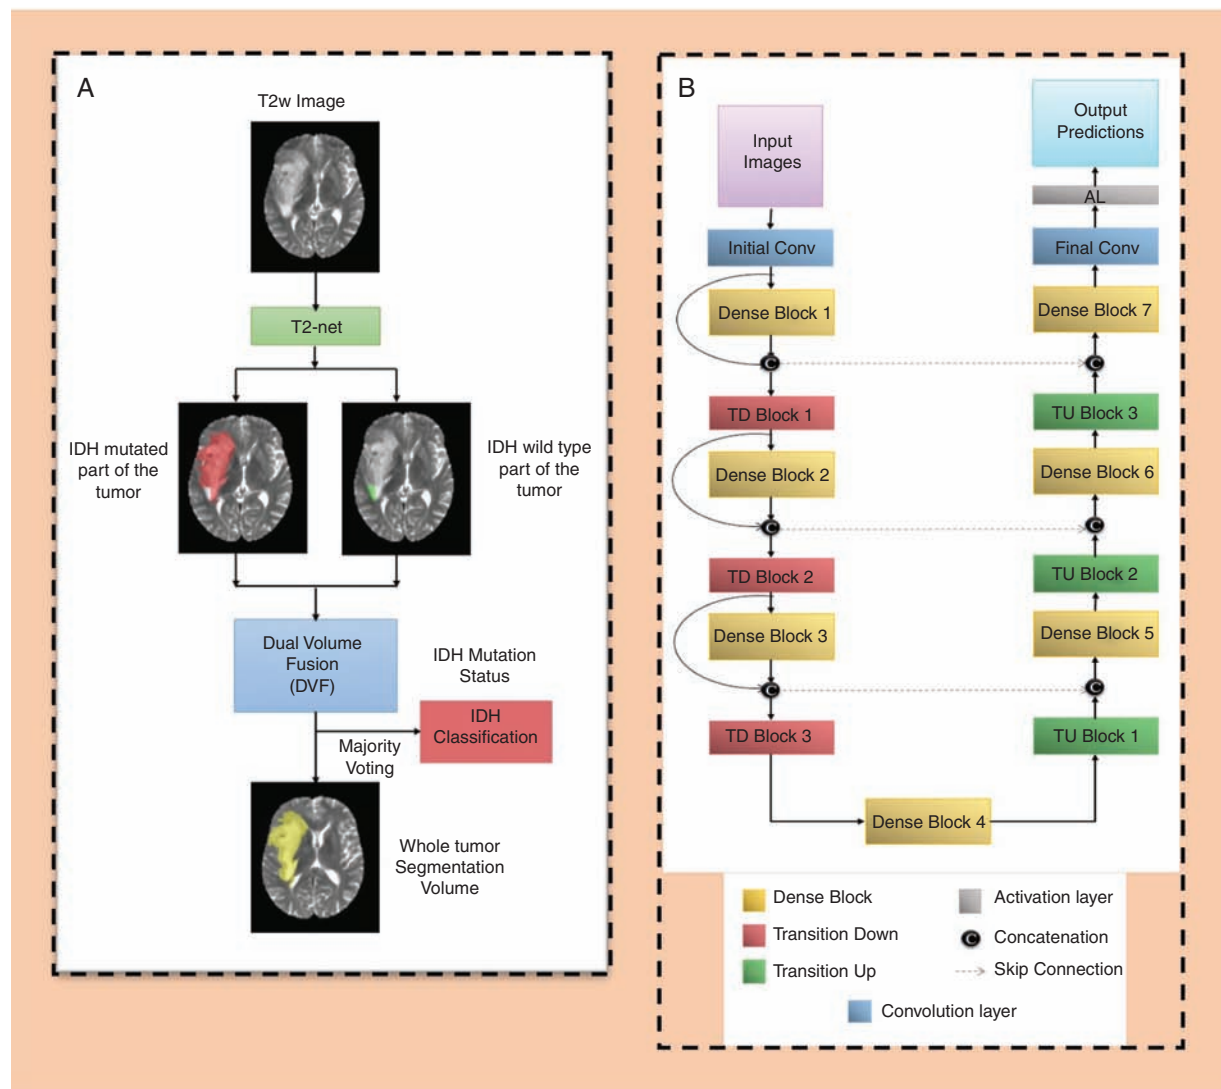 A
T2w Image
T2-net
IDH mutated
part of the
tumor
IDH wild type
part of the
tumor
Dual Volume
Fusion
(DVF)
IDH Mutation
Status
IDH
Classification
Majority
Voting
Whole tumor
Segmentation
Volume
B
Input
Images
Initial Conv
Dense Block 1
C
TD Block 1
Dense Block 2
C
TD Block 2
Dense Block 3
C
TD Block 3
Dense Block 4
TU Block 1
C
Dense Block 5
TU Block 2
C
Dense Block 6
TU Block 3
C
Dense Block 7
Final Conv
AL
Output
Predictions
Dense Block
Transition Down
Transition Up
Activation layer
C Concatenation
Skip Connection
Convolution layer